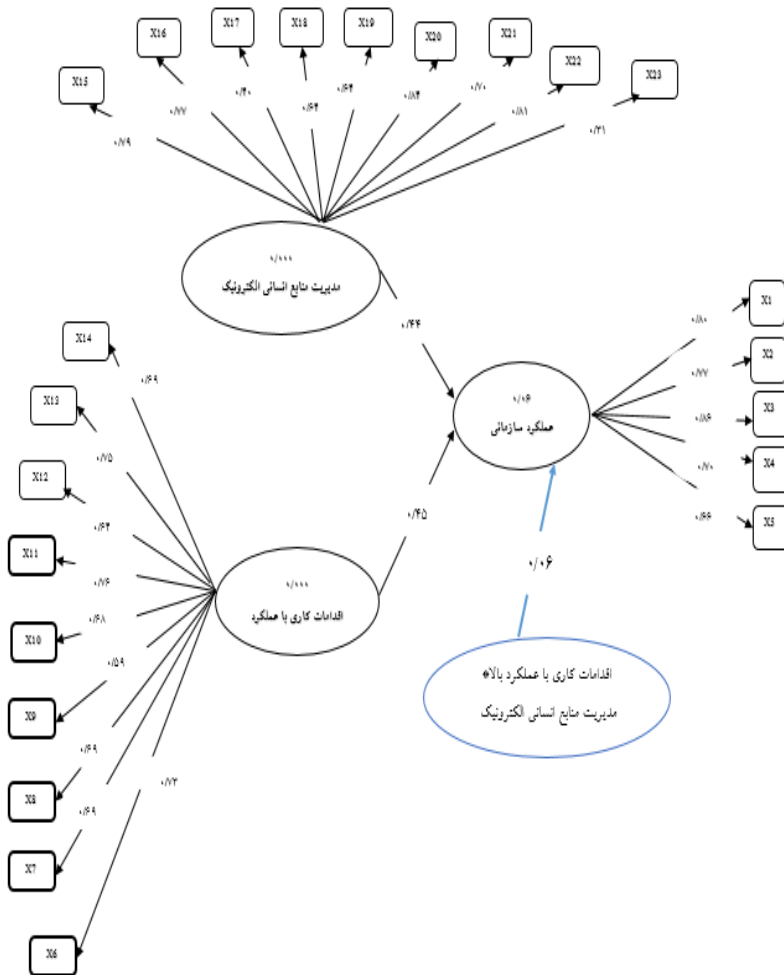 X15
X16
X17
X18
X19
X20
X21
X22
X23
۰/۷۹
۰/۷۷
۰/۴۰
۰/۶۴
۰/۶۴
۰/۸۴
۰/۷۰
۰/۸۱
۰/۳۱
۰/۰۰۰
مدیریت منابع انسانی الکترونیک
۰/۴۴
X1
X2
X3
X4
X5
۰/۸۰
۰/۷۷
۰/۸۶
۰/۷۰
۰/۶۶
۰/۰۶
عملکرد سازمانی
X14
X13
X12
X11
X10
X9
X8
X7
X6
۰/۶۹
۰/۷۵
۰/۶۳
۰/۷۶
۰/۶۸
۰/۵۹
۰/۶۹
۰/۶۹
۰/۷۳
۰/۰۰۰
اقدامات کاری با عملکرد
۰/۴۵
۰/۰۶
اقدامات کاری با عملکرد بالا*
مدیریت منابع انسانی الکترونیک